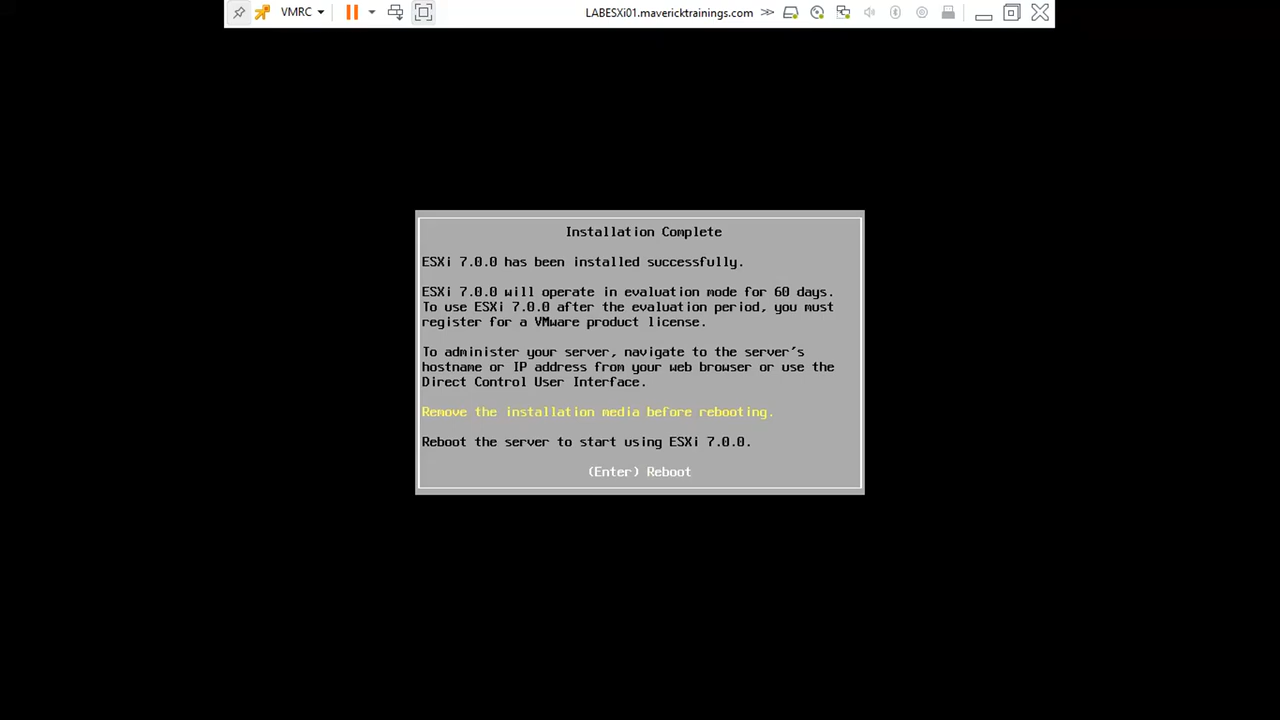 VMRC
LABESXi01.mavericktrainings.com
Installation Complete
ESXi 7.0.0 has been installed successfully.
ESXi 7.0.0 will operate in evaluation mode for 60 days.
To use ESXi 7.0.0 after the evaluation period, you must
register for a VMware product license.
To administer your server, navigate to the server's
hostname or IP address from your web browser or use the
Direct Control User Interface.
Remove the installation media before rebooting.
Reboot the server to start using ESXi 7.0.0.
(Enter) Reboot